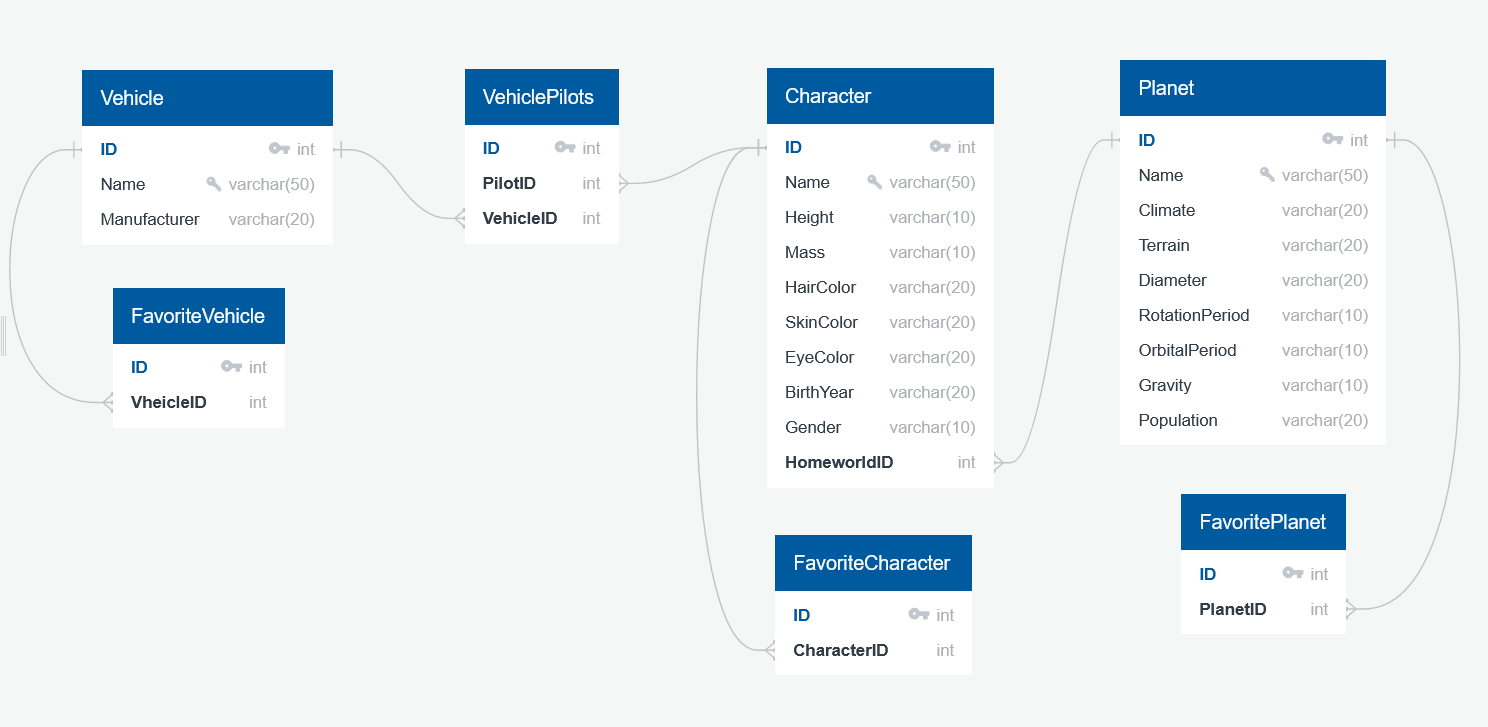 Vehicle
ID int
Name varchar(50)
Manufacturer varchar(20)
VehiclePilots
ID int
PilotID int
VehicleID int
Character
ID int
Name varchar(50)
Height varchar(10)
Mass varchar(10)
HairColor varchar(20)
SkinColor varchar(20)
EyeColor varchar(20)
BirthYear varchar(20)
Gender varchar(10)
HomeworldID int
Planet
ID int
Name varchar(50)
Climate varchar(20)
Terrain varchar(20)
Diameter varchar(20)
RotationPeriod varchar(10)
OrbitalPeriod varchar(10)
Gravity varchar(10)
Population varchar(20)
FavoriteVehicle
ID int
VheicleID int
FavoriteCharacter
ID int
CharacterID int
FavoritePlanet
ID int
PlanetID int